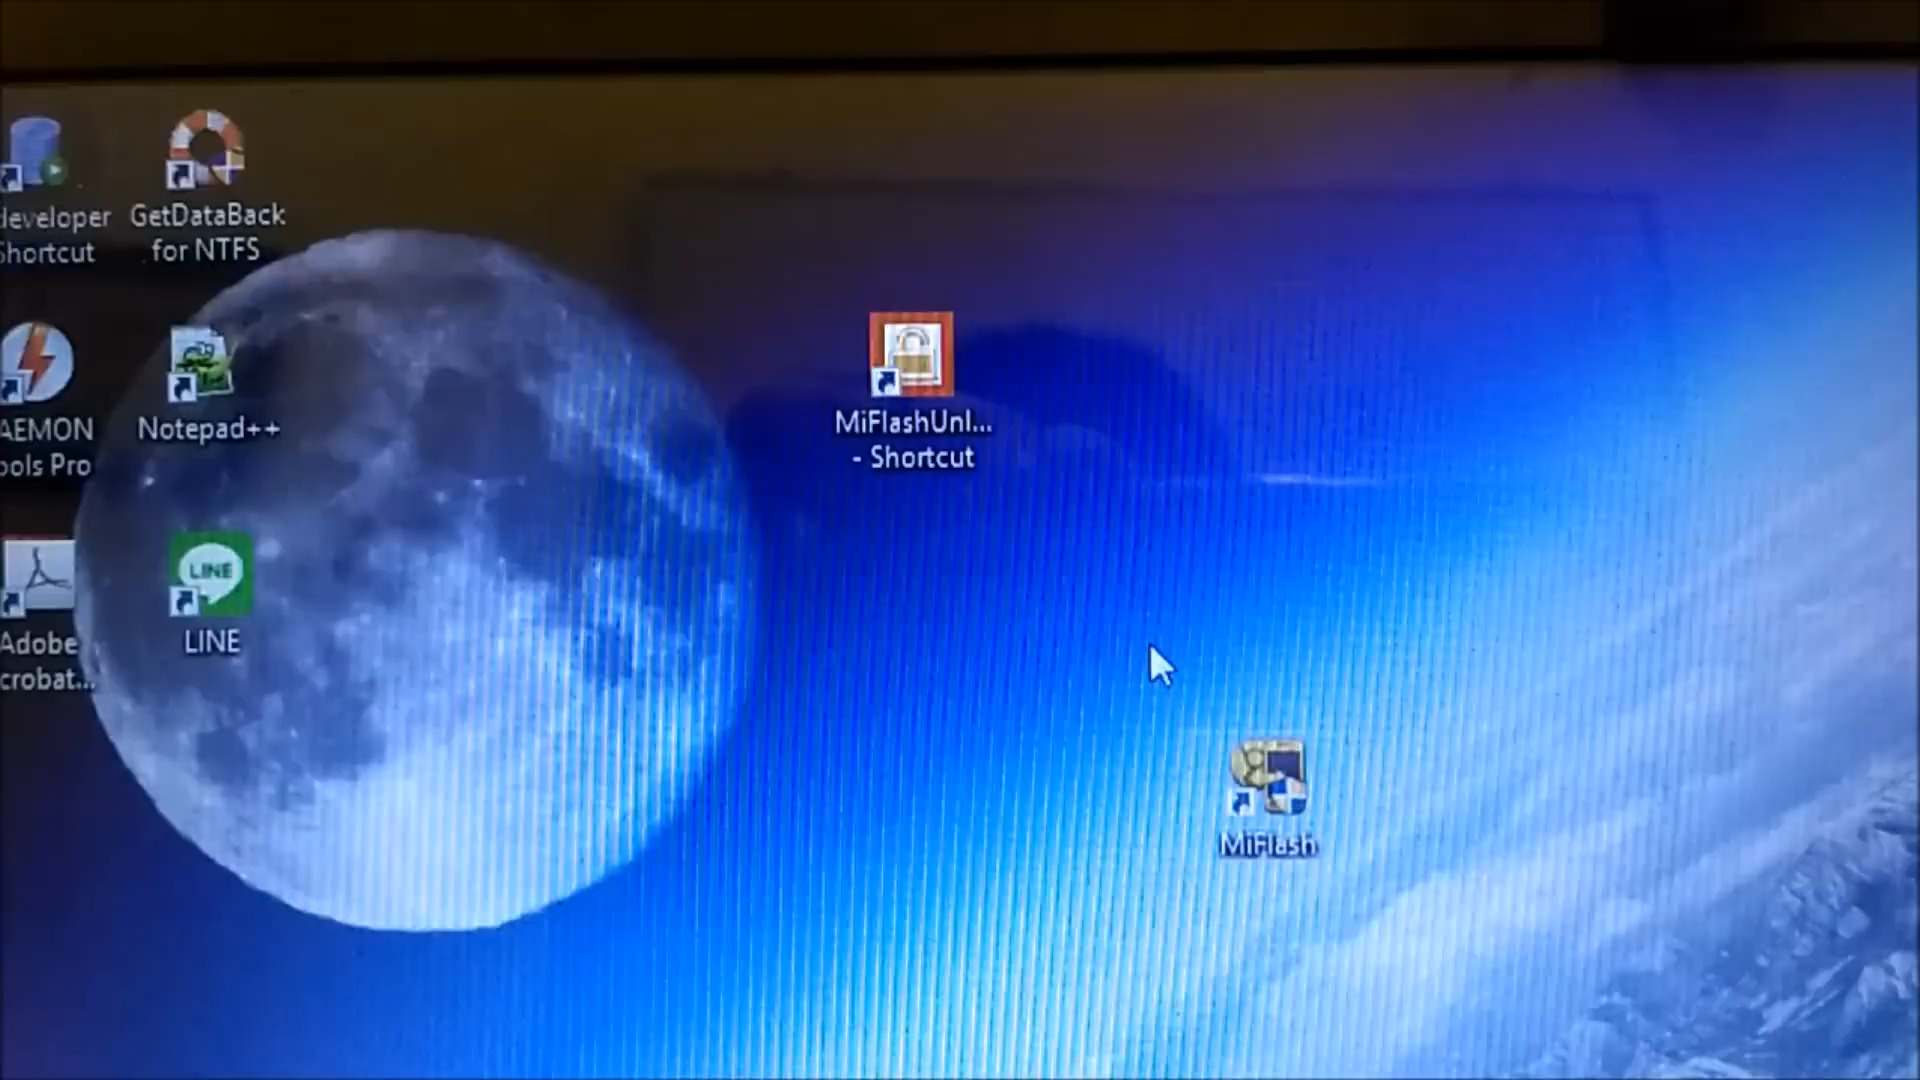 developer
Shortcut
GetDataBack
for NTFS
AEMON
ools Pro
Notepad++
MiFlashUnl...
- Shortcut
Adobe
crobat...
LINE
LINE
MiFlash